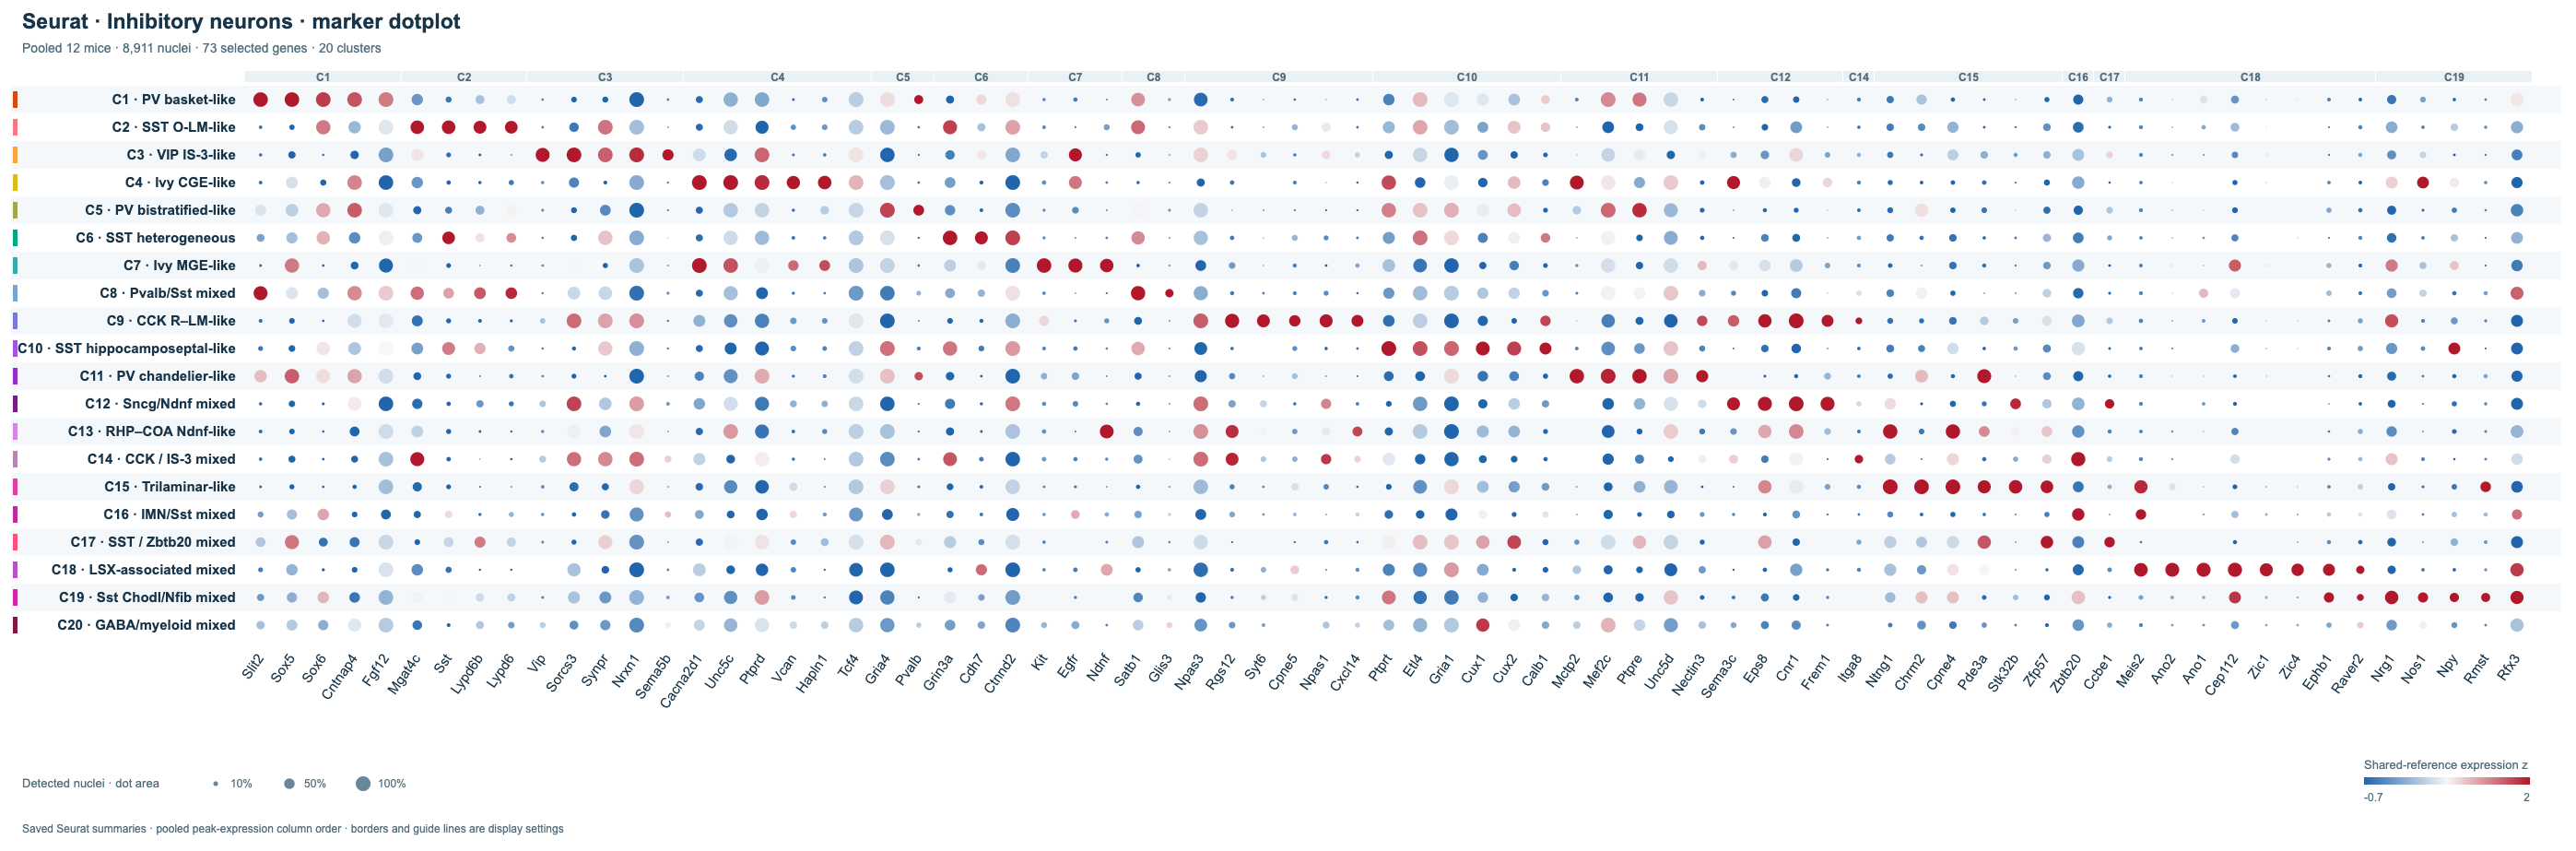 Seurat · Inhibitory neurons · marker dotplot
Pooled 12 mice · 8,911 nuclei · 73 selected genes · 20 clusters
C1 C2 C3 C4 C5 C6 C7 C8 C9 C10 C11 C12 C14 C15 C16 C17 C18 C19
C1 · PV basket-like
C2 · SST O-LM-like
C3 · VIP IS-3-like
C4 · Ivy CGE-like
C5 · PV bistratified-like
C6 · SST heterogeneous
C7 · Ivy MGE-like
C8 · Pvalb/Sst mixed
C9 · CCK R–LM-like
C10 · SST hippocamposeptal-like
C11 · PV chandelier-like
C12 · Sncg/Ndnf mixed
C13 · RHP–COA Ndnf-like
C14 · CCK / IS-3 mixed
C15 · Trilaminar-like
C16 · IMN/Sst mixed
C17 · SST / Zbtb20 mixed
C18 · LSX-associated mixed
C19 · Sst Chodl/Nfib mixed
C20 · GABA/myeloid mixed
Slit2 Sox5 Sox6 Cntnap4 Fgf12 Mgat4c Sst Lypd6b Lypd6 Vip Sorcs3 Synpr Nrxn1 Sema5b Cacna2d1 Unc5c Ptprd Vcan Hapln1 Tcf4 Gria4 Pvalb Grin3a Cdh7 Ctnnd2 Kit Egfr Ndnf Satb1 Glis3 Npas3 Rgs12 Syt6 Cpne5 Npas1 Cxcl14 Ptprt Etl4 Gria1 Cux1 Cux2 Calb1 Mctp2 Mef2c Ptpre Unc5d Nectin3 Sema3c Eps8 Cnr1 Frem1 Itga8 Ntng1 Chrm2 Cpne4 Pde3a Stk32b Zfp57 Zbtb20 Ccbe1 Meis2 Ano2 Ano1 Cep112 Zic1 Zic4 Ephb1 Raver2 Nrg1 Nos1 Npy Rmst Rfx3
Detected nuclei · dot area 10% 50% 100%
Shared-reference expression z
-0.7 2
Saved Seurat summaries · pooled peak-expression column order · borders and guide lines are display settings